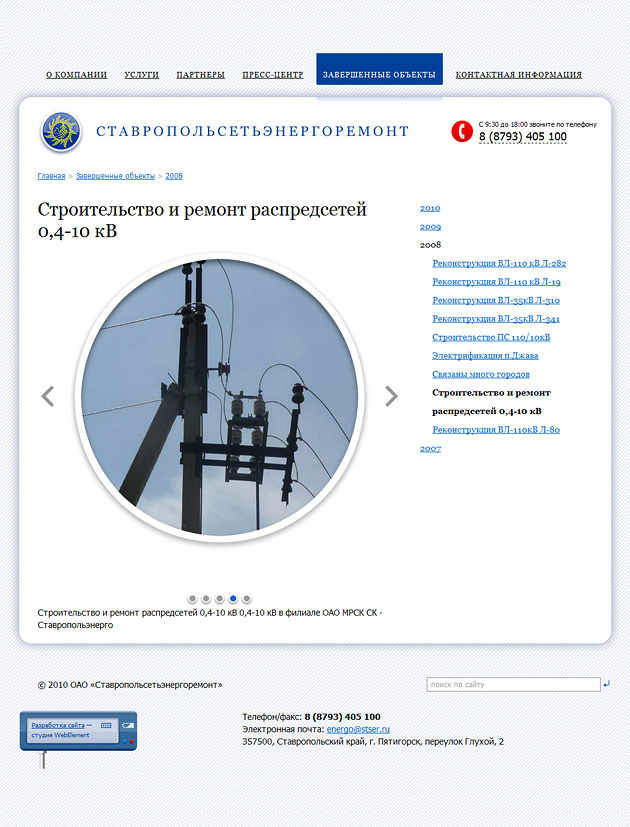 О КОМПАНИИ УСЛУГИ ПАРТНЕРЫ ПРЕСС-ЦЕНТР ЗАВЕРШЕННЫЕ ОБЪЕКТЫ КОНТАКТНАЯ ИНФОРМАЦИЯ
СТАВРОПОЛЬСЕТЬЭНЕРГОРЕМОНТ
С 9:30 до 18:00 звоните по телефону
8 (8793) 405 100
Главная > Завершенные объекты > 2008
Строительство и ремонт распредсетей
0,4-10 кВ
2010
2009
2008
Реконструкция ВЛ-110 кВ Л-282
Реконструкция ВЛ-110 кВ Л-19
Реконструкция ВЛ-35кВ Л-310
Реконструкция ВЛ-35кВ Л-341
Строительство ПС 110/10кВ
Электрификация п.Джава
Связаны много городов
Строительство и ремонт
распредсетей 0,4-10 кВ
Реконструкция ВЛ-110кВ Л-80
2007
Строительство и ремонт распредсетей 0,4-10 кВ 0,4-10 кВ в филиале ОАО МРСК СК -
Ставропольэнерго
© 2010 ОАО «Ставропольсетьэнергоремонт»
поиск по сайту
Разработка сайта —
студия WebElement
Телефон/факс: 8 (8793) 405 100
Электронная почта: energo@stser.ru
357500, Ставропольский край, г. Пятигорск, переулок Глухой, 2